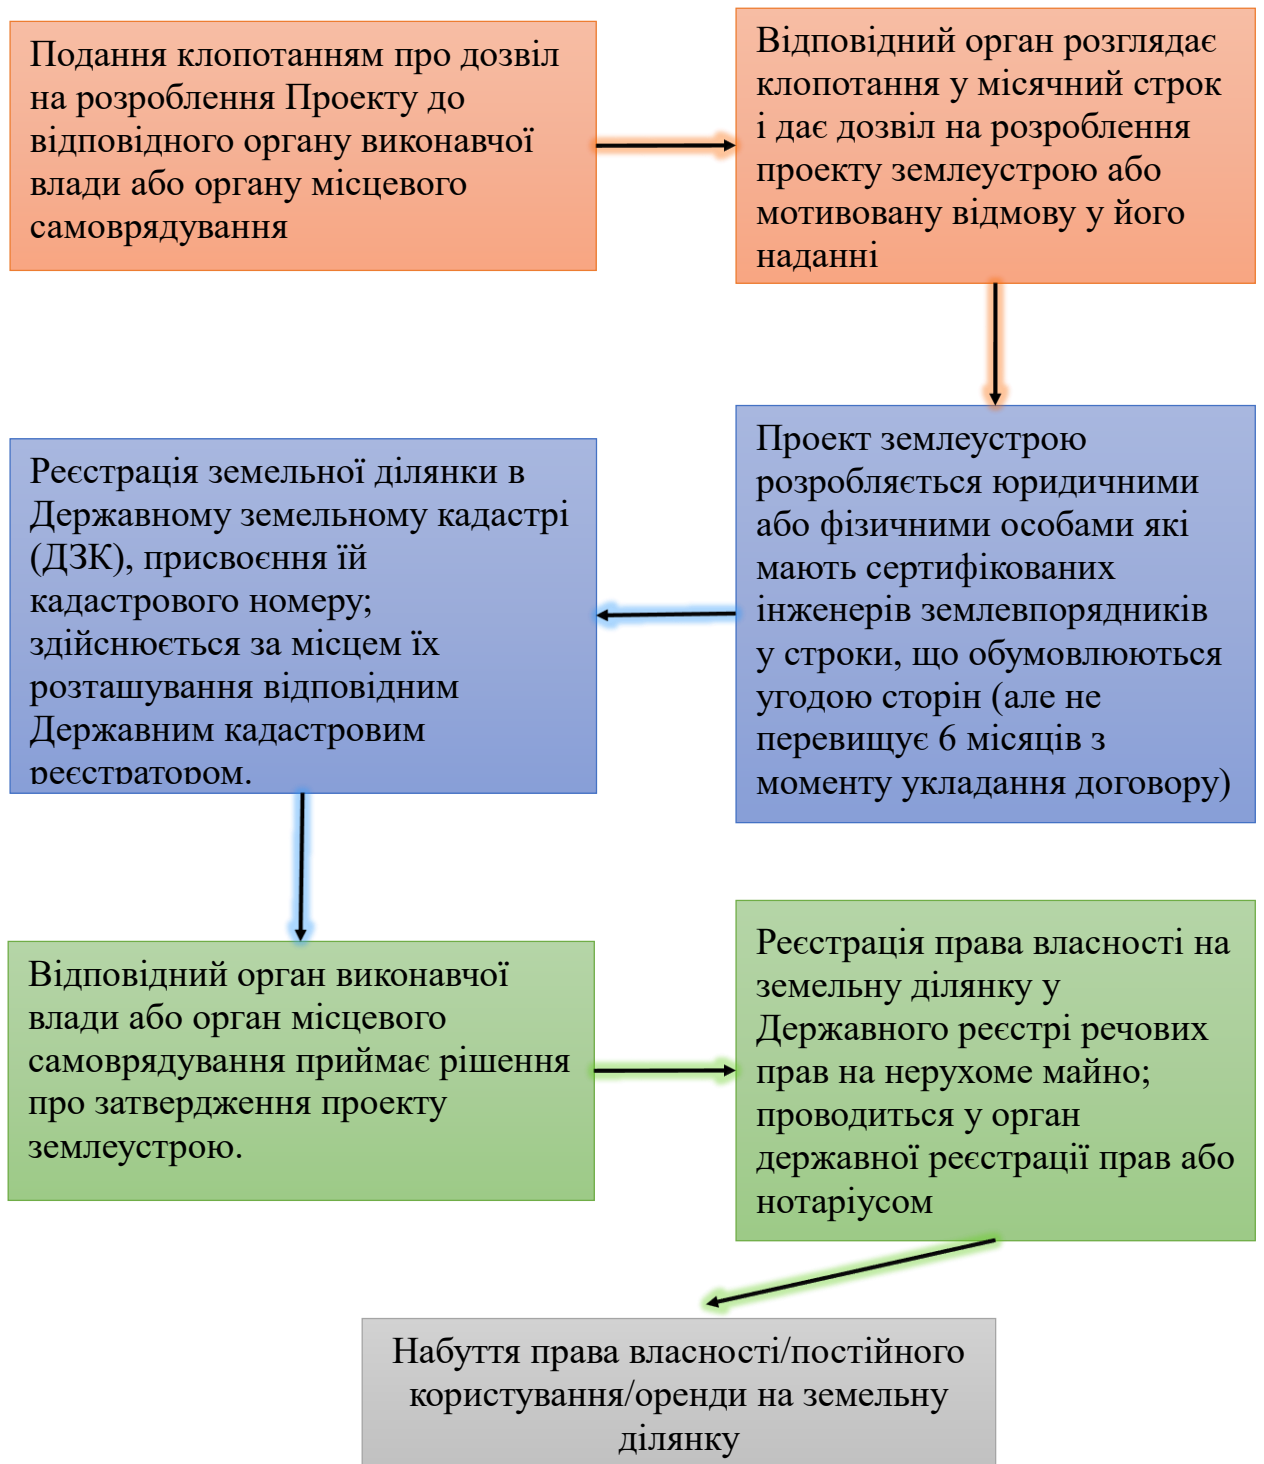 Подання клопотанням про дозвіл
на розроблення Проекту до
відповідного органу виконавчої
влади або органу місцевого
самоврядування
Відповідний орган розглядає
клопотання у місячний строк
і дає дозвіл на розроблення
проекту землеустрою або
мотивовану відмову у його
наданні
Проект землеустрою
розробляється юридичними
або фізичними особами які
мають сертифікованих
інженерів землевпорядників
у строки, що обумовлюються
угодою сторін (але не
перевищує 6 місяців з
моменту укладання договору)
Реєстрація земельної ділянки в
Державному земельному кадастрі
(ДЗК), присвоєння їй
кадастрового номеру;
здійснюється за місцем їх
розташування відповідним
Державним кадастровим
реєстратором.
Відповідний орган виконавчої
влади або орган місцевого
самоврядування приймає рішення
про затвердження проекту
землеустрою.
Реєстрація права власності на
земельну ділянку у
Державного реєстрі речових
прав на нерухоме майно;
проводиться у орган
державної реєстрації прав або
нотаріусом
Набуття права власності/постійного
користування/оренди на земельну
ділянку